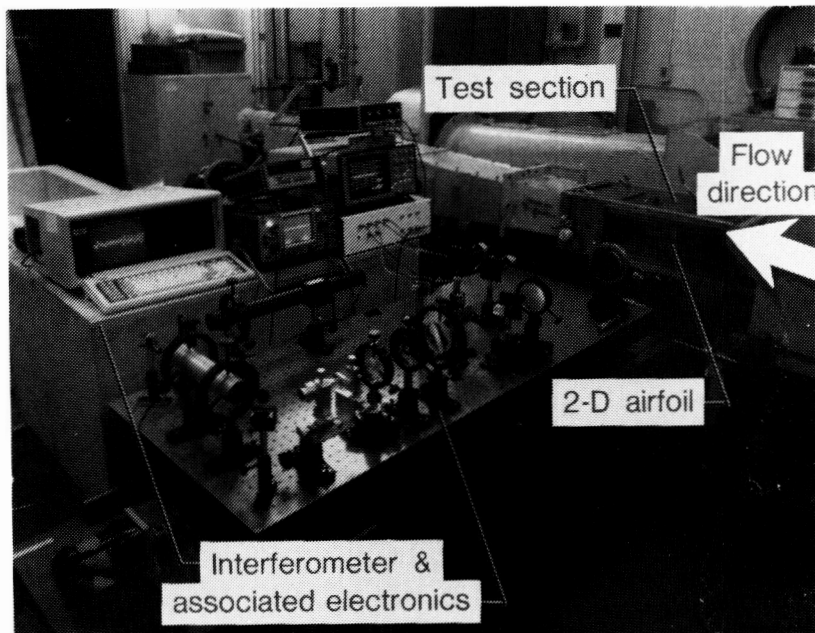 Test section
Flow
direction
2-D airfoil
Interferometer &
associated electronics